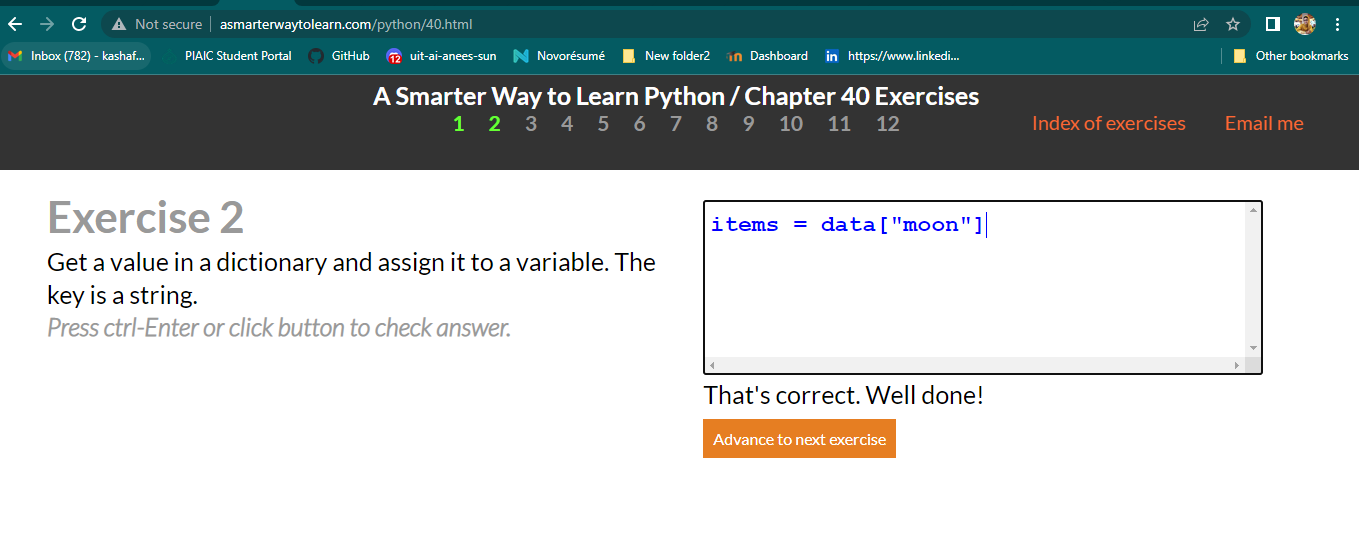 Not secure | asmarterwaytolearn.com/python/40.html
Inbox (782) - kashaf... PIAIC Student Portal GitHub 12 uit-ai-anees-sun Novorésumé New folder2 Dashboard https://www.linkedi... Other bookmarks
A Smarter Way to Learn Python / Chapter 40 Exercises
1 2 3 4 5 6 7 8 9 10 11 12 Index of exercises Email me
Exercise 2
Get a value in a dictionary and assign it to a variable. The
key is a string.
Press ctrl-Enter or click button to check answer.
items = data["moon"]
That's correct. Well done!
Advance to next exercise